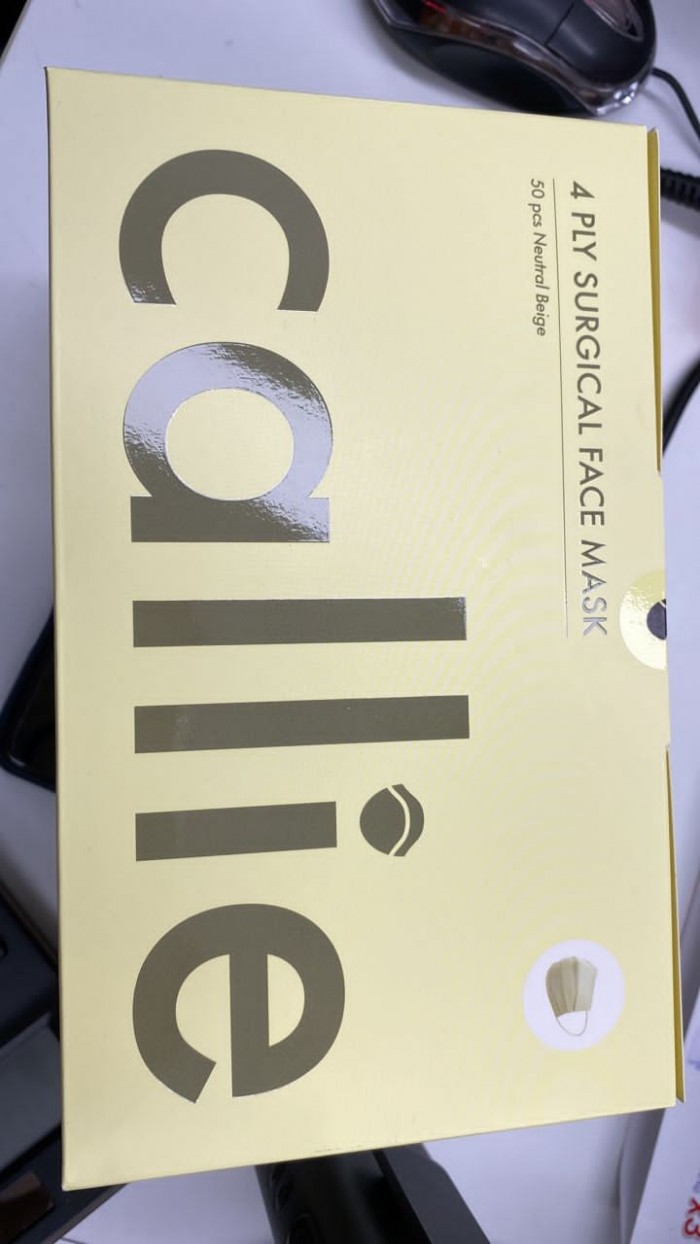 4 PLY SURGICAL FACE MASK
50 pcs Neutral Beige
callie